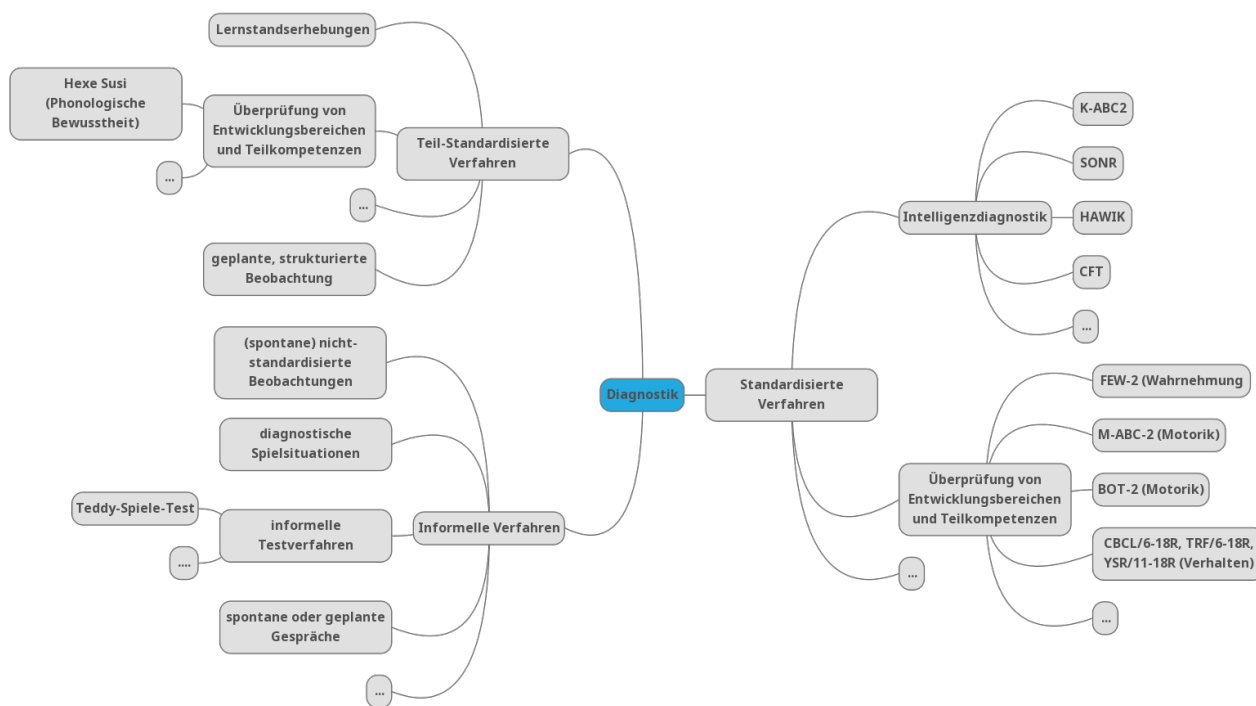 Lernstandserhebungen
Hexe Susi
(Phonologische
Bewusstheit)
Überprüfung von
Entwicklungsbereichen
und Teilkompetenzen
...
Teil-Standardisierte
Verfahren
...
geplante, strukturierte
Beobachtung
(spontane) nicht-
standardisierte
Beobachtungen
diagnostische
Spielsituationen
Teddy-Spiele-Test
informelle
Testverfahren
....
Informelle Verfahren
spontane oder geplante
Gespräche
...
Diagnostik
Standardisierte
Verfahren
Intelligenzdiagnostik
K-ABC2
SONR
HAWIK
CFT
...
Überprüfung von
Entwicklungsbereichen
und Teilkompetenzen
FEW-2 (Wahrnehmung
M-ABC-2 (Motorik)
BOT-2 (Motorik)
CBCL/6-18R, TRF/6-18R,
YSR/11-18R (Verhalten)
...
...